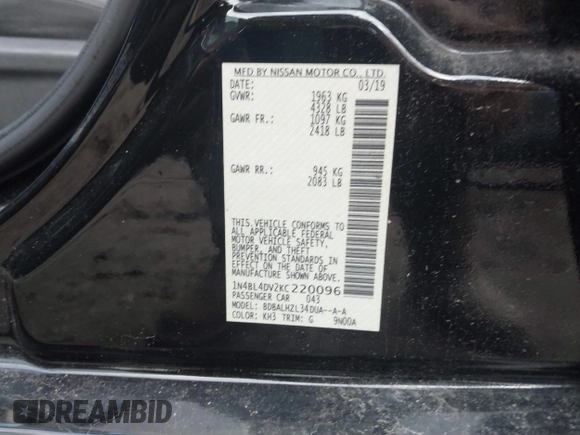 MFD BY NISSAN MOTOR CO., LTD.
DATE: 03/19
GVWR: 1963 KG
4328 LB
GAWR FR.: 1097 KG
2418 LB
GAWR RR.: 945 KG
2083 LB
THIS VEHICLE CONFORMS TO
ALL APPLICABLE FEDERAL
MOTOR VEHICLE SAFETY,
BUMPER, AND THEFT
PREVENTION STANDARDS IN
EFFECT ON THE DATE OF
MANUFACTURE SHOWN ABOVE.
1N4BL4DV2KC220096
PASSENGER CAR 043
MODEL: BDBALHZL34DUA--A-A
COLOR: KH3 TRIM: G 9N00A
DREAMBID